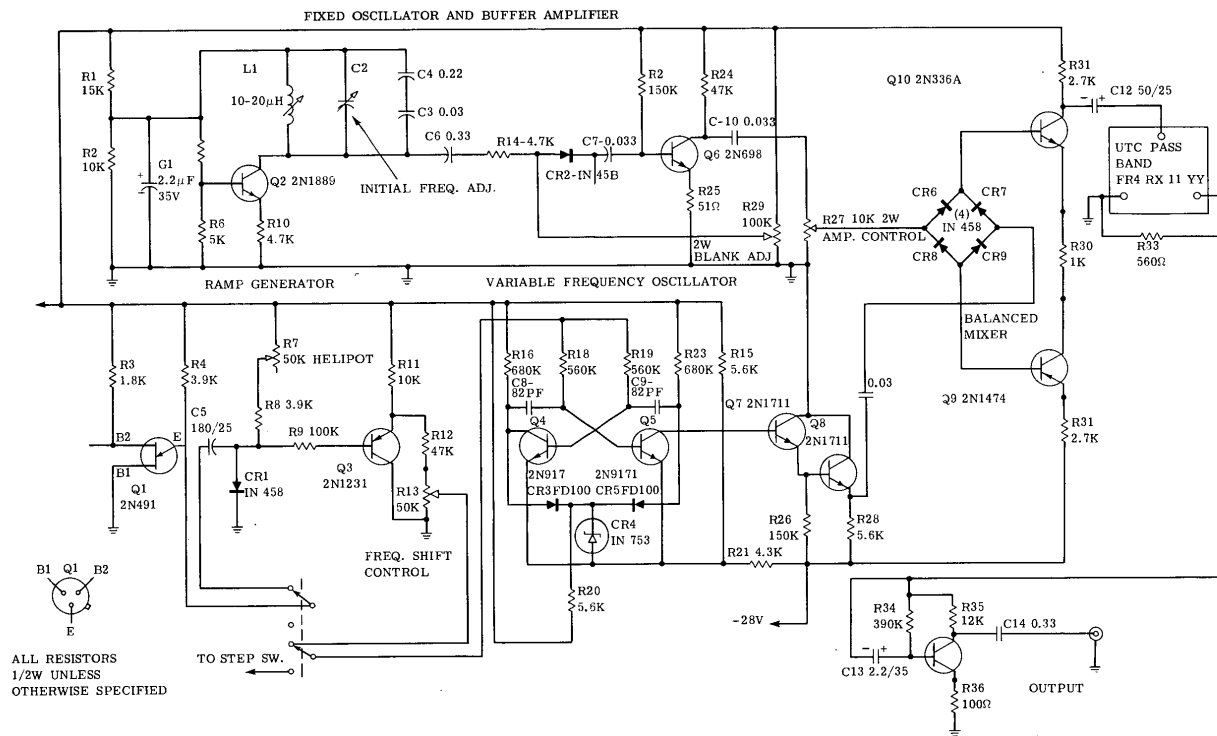 FIXED OSCILLATOR AND BUFFER AMPLIFIER
R1
15K
R2
10K
G1
2.2μF
35V
+
−
L1
10-20μH
C2
C4 0.22
C3 0.03
C6 0.33
R14-4.7K
C7-0.033
CR2-IN 45B
INITIAL FREQ. ADJ.
Q2 2N1889
R6
5K
R10
4.7K
R2
150K
R24
47K
C-10 0.033
Q6 2N698
R25
51Ω
R29
100K
2W
BLANK ADJ
R27 10K 2W
AMP. CONTROL
Q10 2N336A
R31
2.7K
C12 50/25
− +
UTC PASS
BAND
FR4 RX 11 YY
CR6
CR7
(4)
IN 458
CR8
CR9
R30
1K
R33
560Ω
BALANCED
MIXER
RAMP GENERATOR
VARIABLE FREQUENCY OSCILLATOR
R3
1.8K
R4
3.9K
R7
50K HELIPOT
R8 3.9K
C5
180/25
R9 100K
R11
10K
R12
47K
R13
50K
B2
E
B1
Q1
2N491
CR1
IN 458
Q3
2N1231
FREQ. SHIFT
CONTROL
R16
680K
R18
560K
R19
560K
R23
680K
R15
5.6K
C8-
82PF
C9-
82PF
Q4
Q5
2N917
2N9171
CR3FD100
CR5FD100
CR4
IN 753
R20
5.6K
R21 4.3K
Q7 2N1711
Q8
2N1711
R26
150K
R28
5.6K
0.03
Q9 2N1474
R31
2.7K
-28V
B1 Q1 B2
E
ALL RESISTORS
1/2W UNLESS
OTHERWISE SPECIFIED
TO STEP SW.
R34
390K
R35
12K
C14 0.33
− +
C13 2.2/35
R36
100Ω
OUTPUT